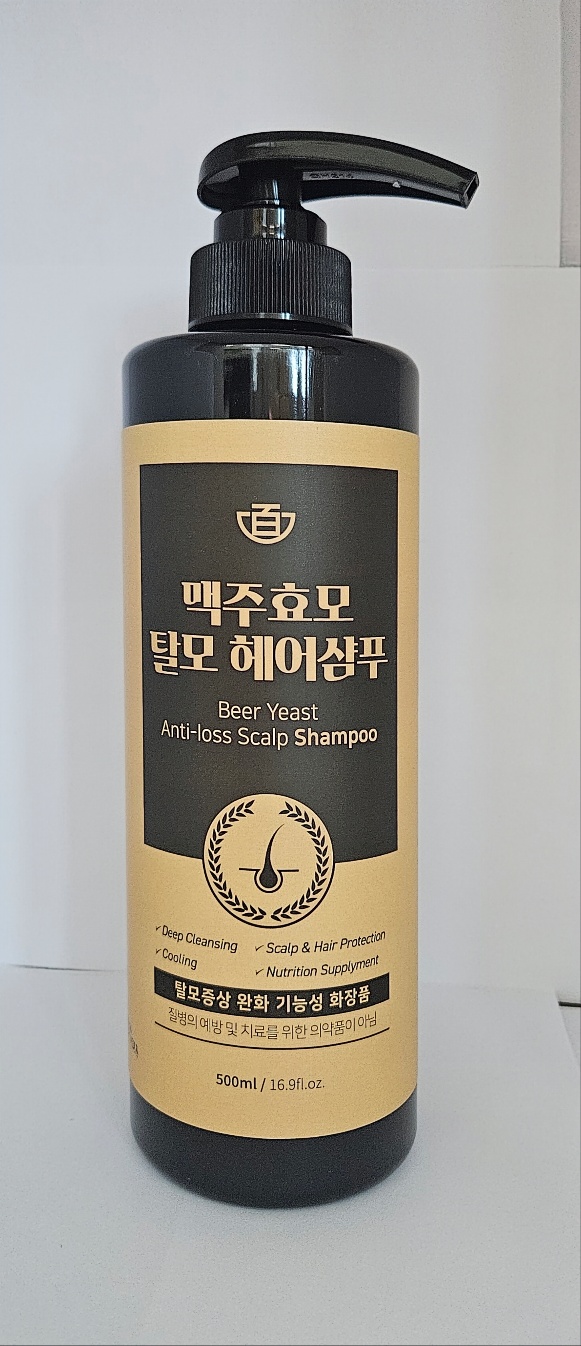 百
맥주효모
탈모 헤어샴푸
Beer Yeast
Anti-loss Scalp Shampoo
✓Deep Cleansing ✓Scalp & Hair Protection
✓Cooling ✓Nutrition Supplyment
탈모증상 완화 기능성 화장품
질병의 예방 및 치료를 위한 의약품이 아님
500ml / 16.9fl.oz.